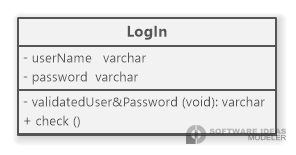 LogIn
- userName varchar
- password varchar
- validatedUser&Password (void): varchar
+ check ()
SOFTWARE IDEAS
MODELER